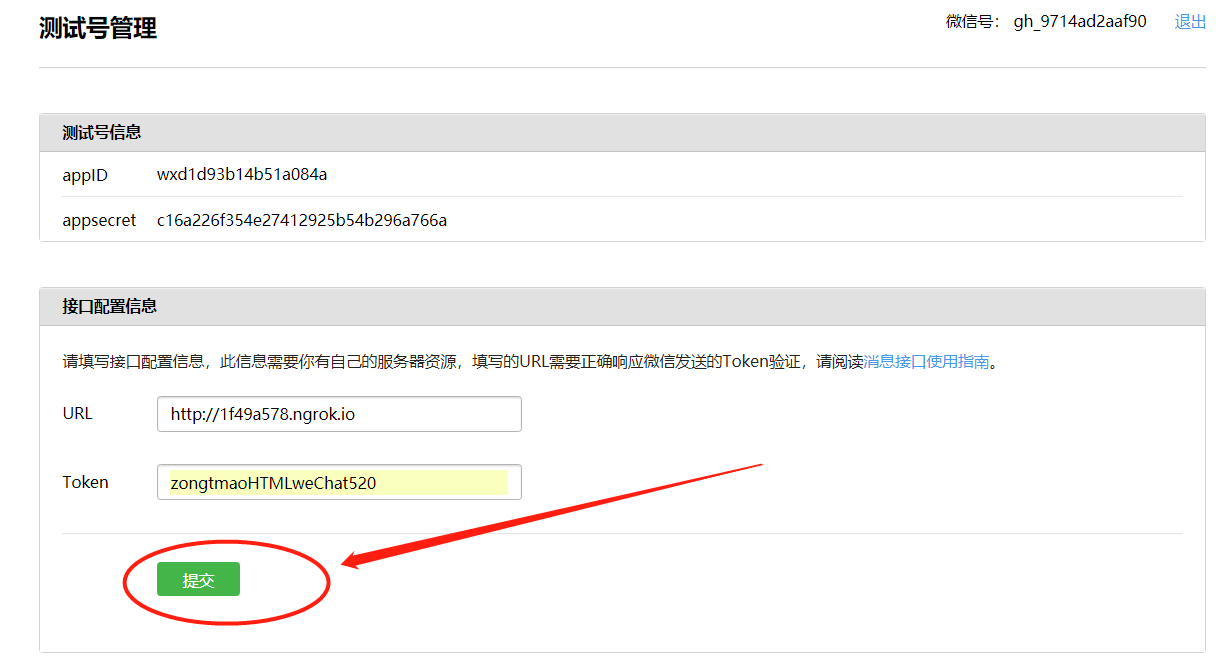 测试号管理
微信号： gh_9714ad2aaf90 退出
测试号信息
appID wxd1d93b14b51a084a
appsecret c16a226f354e27412925b54b296a766a
接口配置信息
请填写接口配置信息，此信息需要你有自己的服务器资源，填写的URL需要正确响应微信发送的Token验证，请阅读消息接口使用指南。
URL http://1f49a578.ngrok.io
Token zongtmaoHTMLweChat520
提交